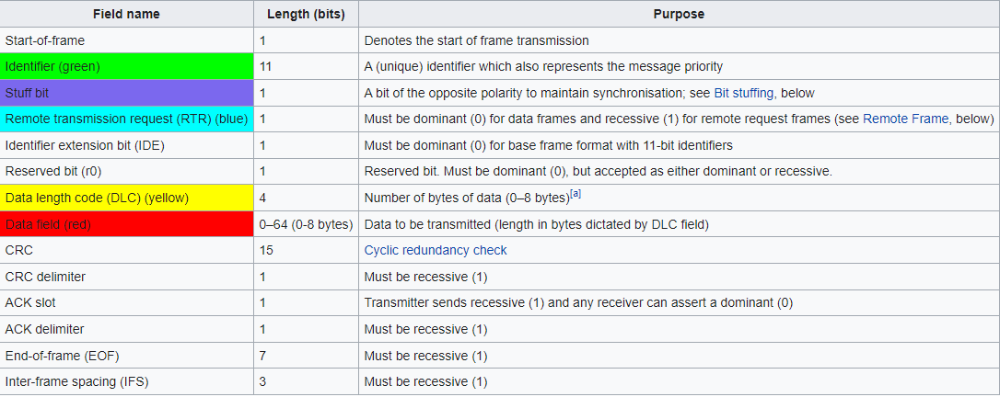 Field name Length (bits) Purpose
Start-of-frame 1 Denotes the start of frame transmission
Identifier (green) 11 A (unique) identifier which also represents the message priority
Stuff bit 1 A bit of the opposite polarity to maintain synchronisation; see Bit stuffing, below
Remote transmission request (RTR) (blue) 1 Must be dominant (0) for data frames and recessive (1) for remote request frames (see Remote Frame, below)
Identifier extension bit (IDE) 1 Must be dominant (0) for base frame format with 11-bit identifiers
Reserved bit (r0) 1 Reserved bit. Must be dominant (0), but accepted as either dominant or recessive.
Data length code (DLC) (yellow) 4 Number of bytes of data (0–8 bytes)[a]
Data field (red) 0–64 (0-8 bytes) Data to be transmitted (length in bytes dictated by DLC field)
CRC 15 Cyclic redundancy check
CRC delimiter 1 Must be recessive (1)
ACK slot 1 Transmitter sends recessive (1) and any receiver can assert a dominant (0)
ACK delimiter 1 Must be recessive (1)
End-of-frame (EOF) 7 Must be recessive (1)
Inter-frame spacing (IFS) 3 Must be recessive (1)